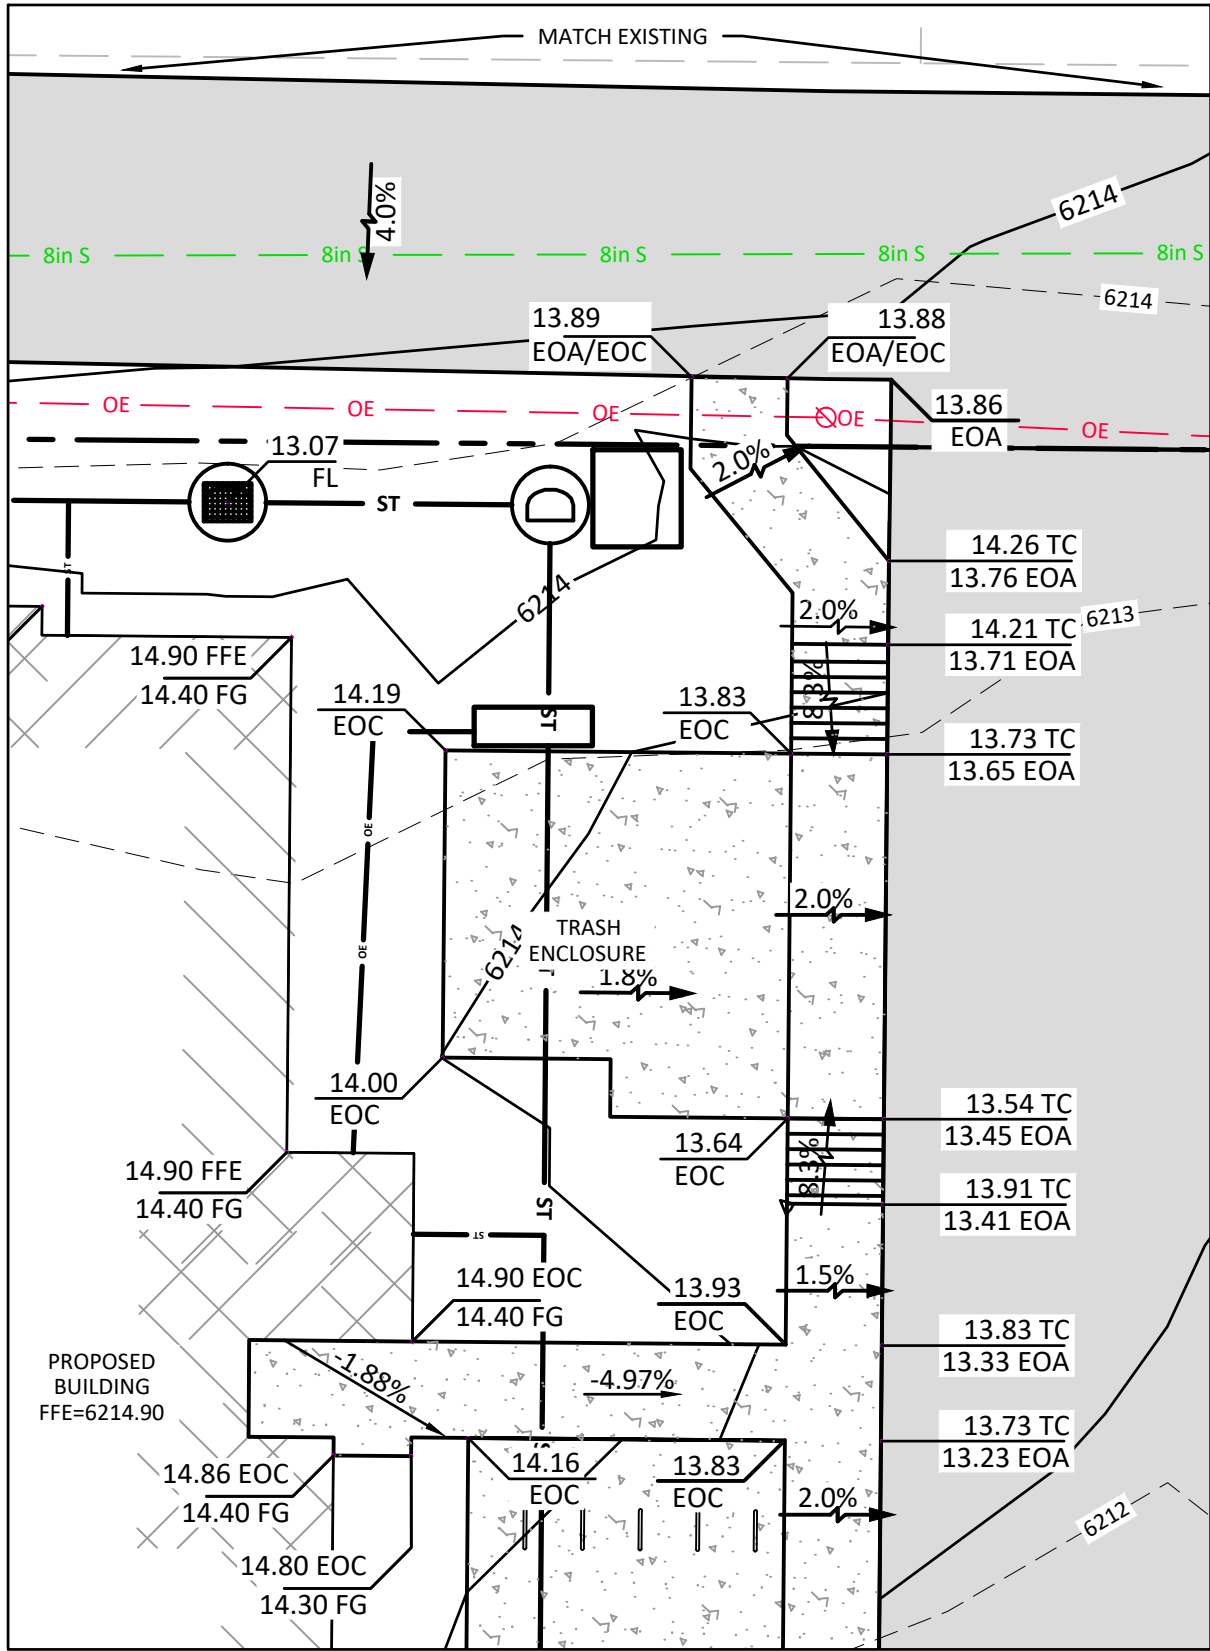 MATCH EXISTING
4.0%
6214
8in S
8in S
8in S
8in S
8in S
6214
13.89
EOA/EOC
13.88
EOA/EOC
OE
OE
OE
OE
OE
13.86
EOA
13.07
FL
2.0%
ST
14.26 TC
13.76 EOA
ST
6214
2.0%
6213
14.21 TC
13.71 EOA
14.90 FFE
14.40 FG
14.19
EOC
ST
13.83
EOC
8.3%
13.73 TC
13.65 EOA
OE
2.0%
TRASH
ENCLOSURE
6214
OE
1.8%
14.00
EOC
13.54 TC
13.45 EOA
13.64
EOC
8.3%
14.90 FFE
14.40 FG
13.91 TC
13.41 EOA
ST
ST
14.90 EOC
14.40 FG
13.93
EOC
1.5%
13.83 TC
13.33 EOA
PROPOSED
BUILDING
FFE=6214.90
-1.88%
-4.97%
13.73 TC
13.23 EOA
14.86 EOC
14.40 FG
14.16
EOC
13.83
EOC
2.0%
6212
14.80 EOC
14.30 FG